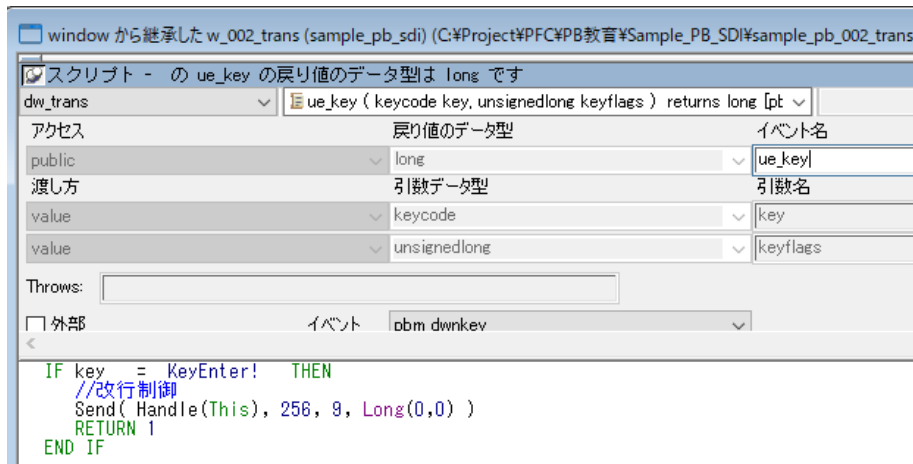 window から継承した w_002_trans (sample_pb_sdi) (C:¥Project¥PFC¥PB教育¥Sample_PB_SDI¥sample_pb_002_trans
スクリプト - の ue_key の戻り値のデータ型は long です
dw_trans ue_key ( keycode key, unsignedlong keyflags ) returns long [pb
アクセス 戻り値のデータ型 イベント名
public long ue_key
渡し方 引数データ型 引数名
value keycode key
value unsignedlong keyflags
Throws:
外部 イベント pbm_dwnkey
IF key = KeyEnter! THEN
//改行制御
Send( Handle(This), 256, 9, Long(0,0) )
RETURN 1
END IF